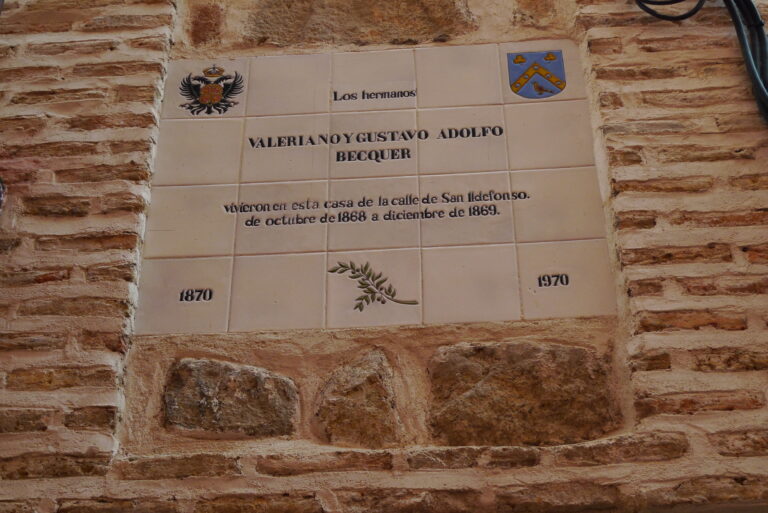 Los hermanos
VALERIANO Y GUSTAVO ADOLFO
BECQUER
vivieron en esta casa de la calle de San Ildefonso.
de octubre de 1868 a diciembre de 1869.
1870
1970